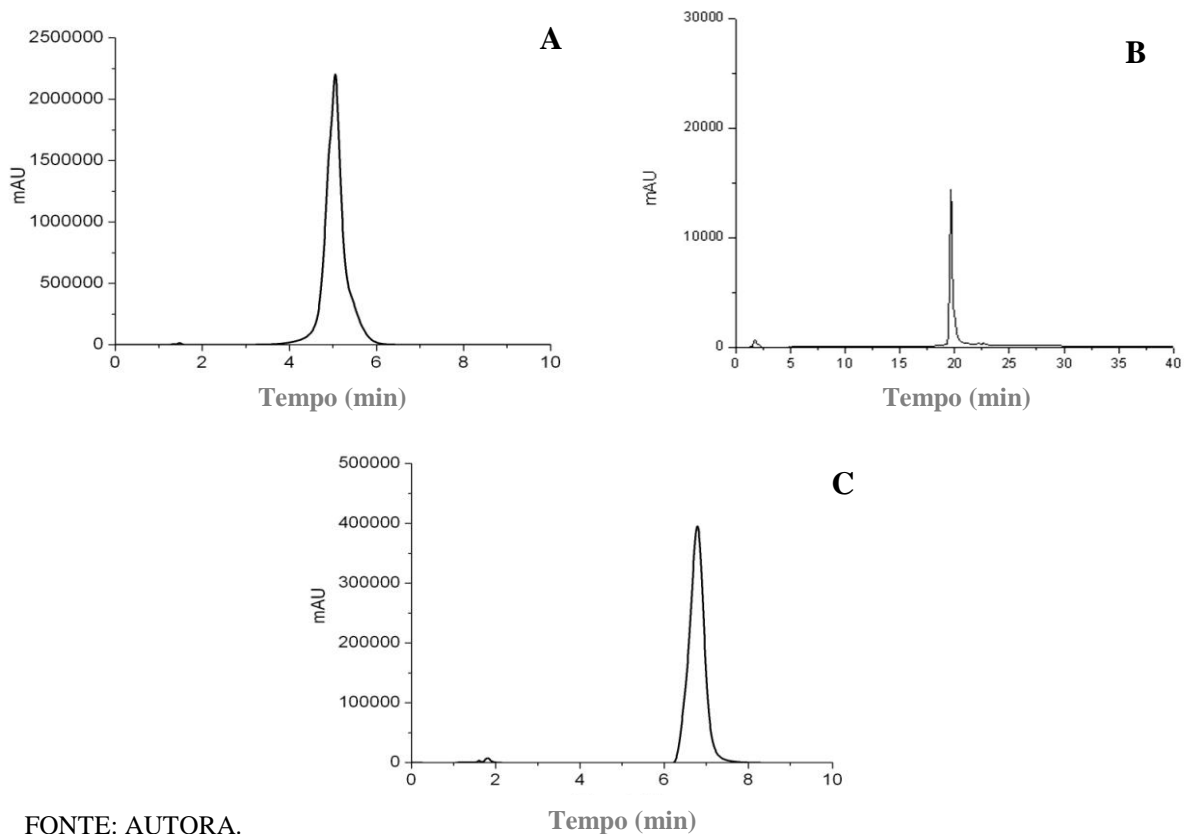 A
2500000
2000000
1500000
1000000
500000
0
mAU
0 2 4 6 8 10
Tempo (min)
B
30000
20000
10000
0
mAU
0 5 10 15 20 25 30 35 40
Tempo (min)
C
500000
400000
300000
200000
100000
0
mAU
0 2 4 6 8 10
Tempo (min)
FONTE: AUTORA.